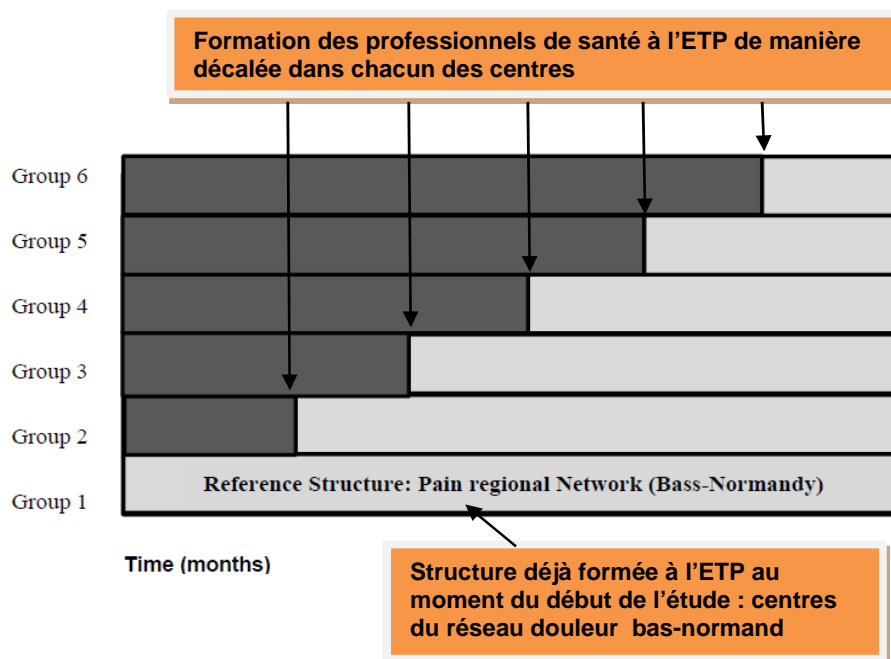 Formation des professionnels de santé à l'ETP de manière
décalée dans chacun des centres
Group 6
Group 5
Group 4
Group 3
Group 2
Group 1
Reference Structure: Pain regional Network (Bass-Normandy)
Time (months)
Structure déjà formée à l'ETP au
moment du début de l'étude : centres
du réseau douleur bas-normand